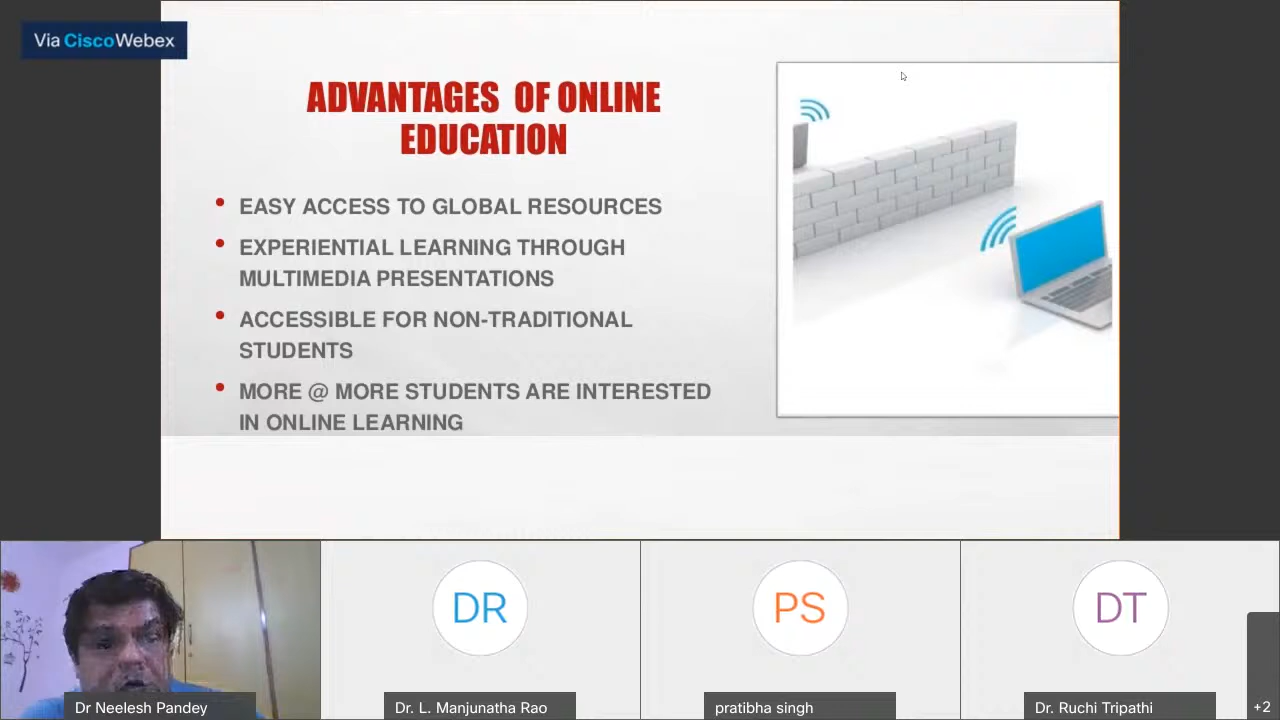 Via Cisco Webex
ADVANTAGES OF ONLINE
EDUCATION
• EASY ACCESS TO GLOBAL RESOURCES
• EXPERIENTIAL LEARNING THROUGH
MULTIMEDIA PRESENTATIONS
• ACCESSIBLE FOR NON-TRADITIONAL
STUDENTS
• MORE @ MORE STUDENTS ARE INTERESTED
IN ONLINE LEARNING
DR
PS
DT
Dr Neelesh Pandey
Dr. L. Manjunatha Rao
pratibha singh
Dr. Ruchi Tripathi
+2